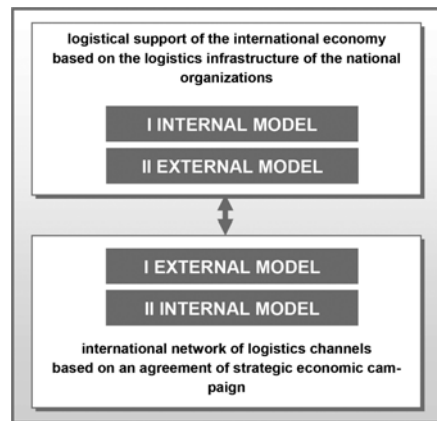 logistical support of the international economy
based on the logistics infrastructure of the national
organizations
I INTERNAL MODEL
II EXTERNAL MODEL
I EXTERNAL MODEL
II INTERNAL MODEL
international network of logistics channels
based on an agreement of strategic economic cam-
paign